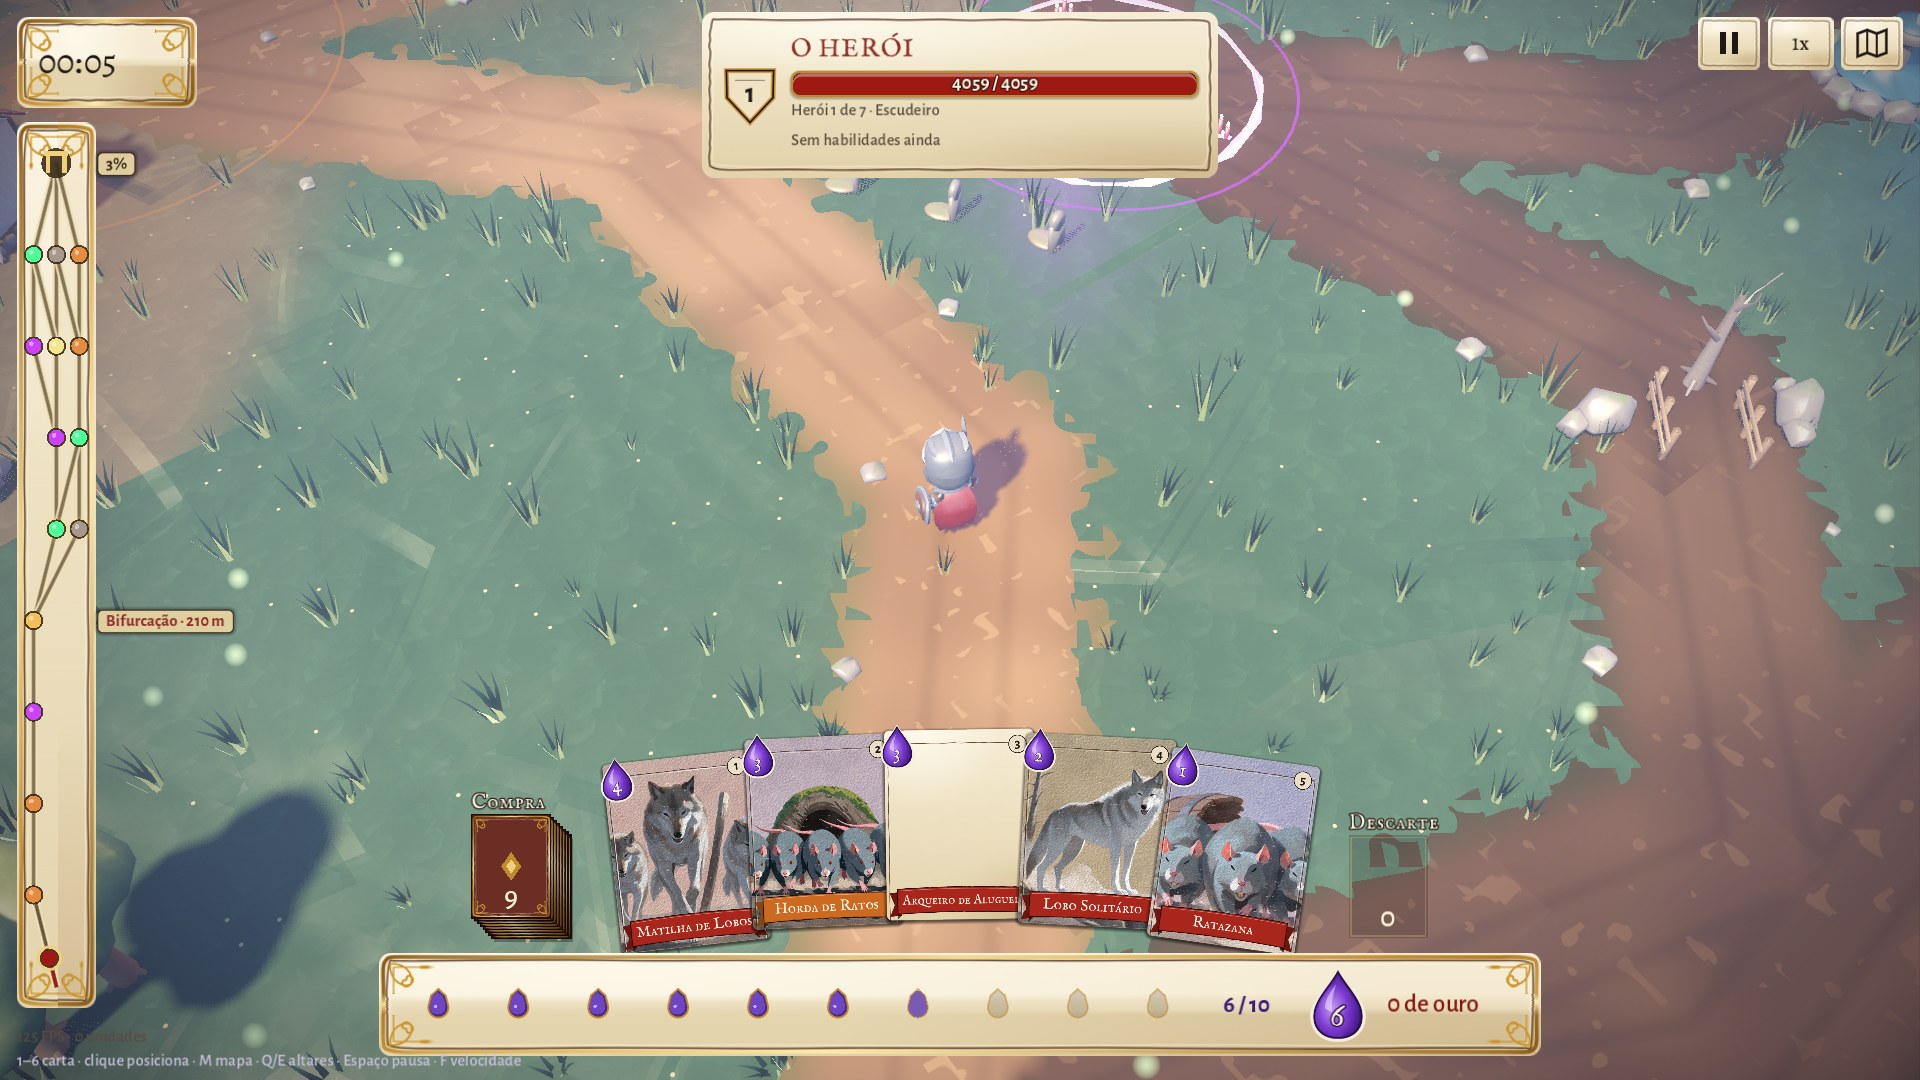 00:05
O HERÓI
1
4059 / 4059
Herói 1 de 7 · Escudeiro
Sem habilidades ainda
1x
3%
Bifurcação · 210 m
Compra
9
4
1
Matilha de Lobos
3
2
Horda de Ratos
3
3
Arqueiro de Aluguel
2
4
Lobo Solitário
1
5
Ratazana
Descarte
0
6/10
6
0 de ouro
1–6 carta · clique posiciona · M mapa · Q/E altares · Espaço pausa · F velocidade